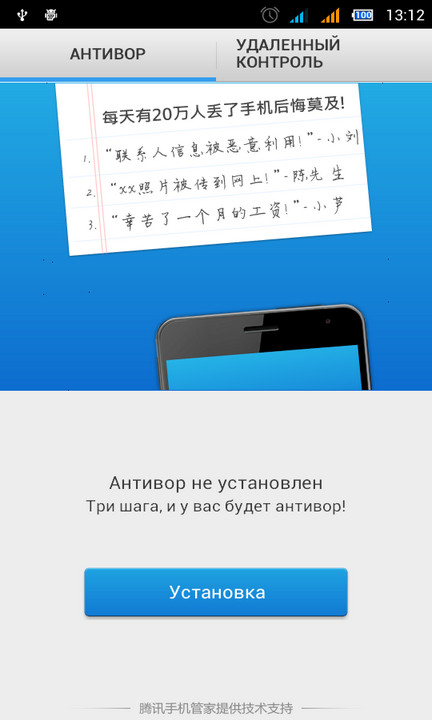 100
13:12
АНТИВОР
УДАЛЕННЫЙ
КОНТРОЛЬ
每天有20万人丢了手机后悔莫及!
1. “联系人信息被恶意利用!”-小刘
2. “xx照片被传到网上!”-陈先生
3. “幸苦了一个月的工资!”-小芦
Антивор не установлен
Три шага, и у вас будет антивор!
Установка
腾讯手机管家提供技术支持